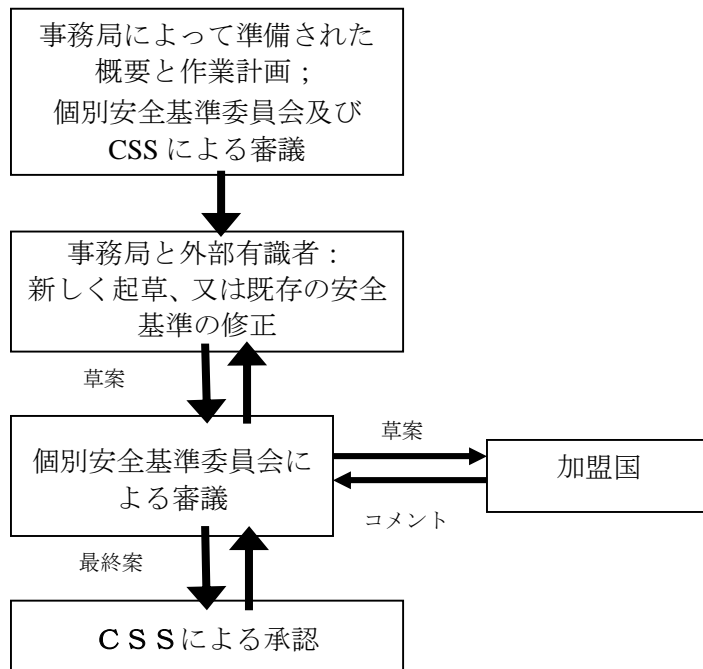 事務局によって準備された
概要と作業計画;
個別安全基準委員会及び
CSS による審議
事務局と外部有識者：
新しく起草、又は既存の安全
基準の修正
草案
個別安全基準委員会に
よる審議
草案
加盟国
コメント
最終案
ＣＳＳによる承認